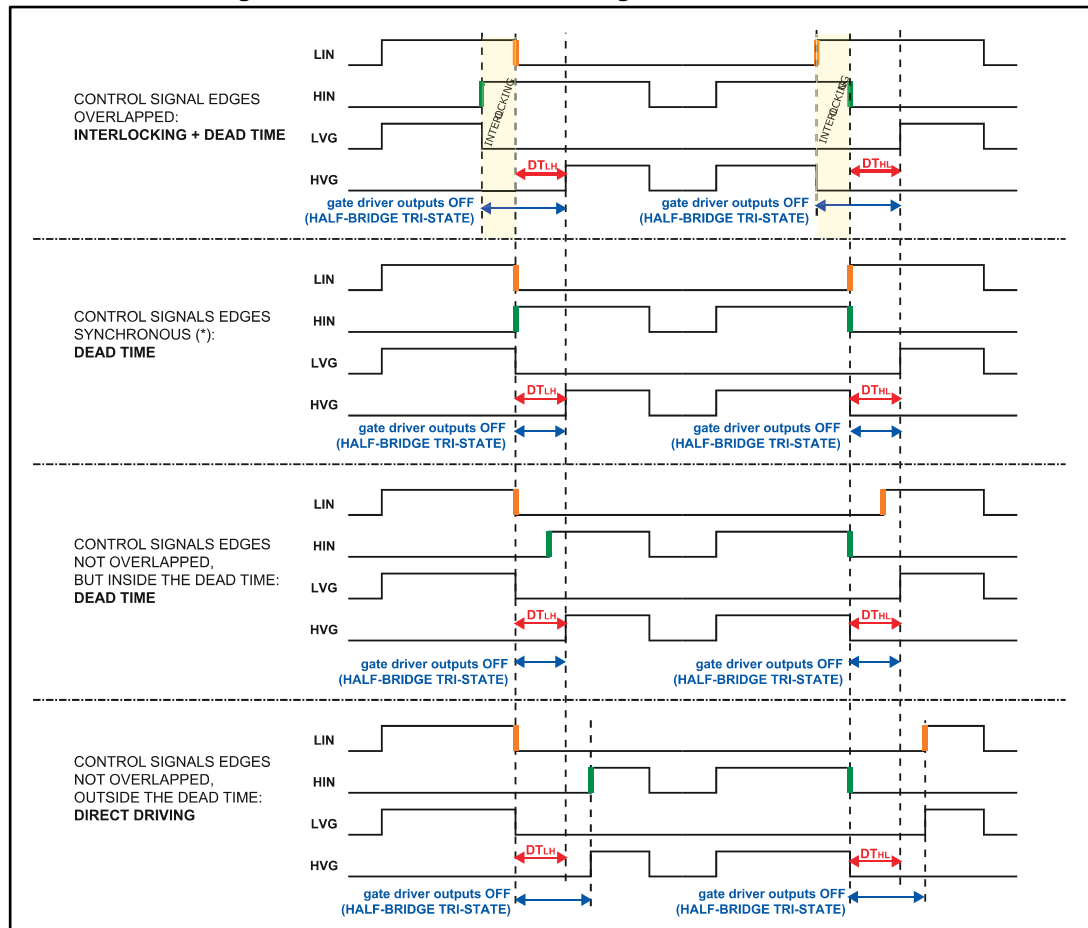 LIN
HIN
LVG
HVG
CONTROL SIGNAL EDGES
OVERLAPPED:
INTERLOCKING + DEAD TIME
INTERLOCKING
INTERLOCKING
DTLH
DTHL
gate driver outputs OFF
(HALF-BRIDGE TRI-STATE)
gate driver outputs OFF
(HALF-BRIDGE TRI-STATE)
LIN
HIN
LVG
HVG
CONTROL SIGNALS EDGES
SYNCHRONOUS (*):
DEAD TIME
DTLH
DTHL
gate driver outputs OFF
(HALF-BRIDGE TRI-STATE)
gate driver outputs OFF
(HALF-BRIDGE TRI-STATE)
LIN
HIN
LVG
HVG
CONTROL SIGNALS EDGES
NOT OVERLAPPED,
BUT INSIDE THE DEAD TIME:
DEAD TIME
DTLH
DTHL
gate driver outputs OFF
(HALF-BRIDGE TRI-STATE)
gate driver outputs OFF
(HALF-BRIDGE TRI-STATE)
LIN
HIN
LVG
HVG
CONTROL SIGNALS EDGES
NOT OVERLAPPED,
OUTSIDE THE DEAD TIME:
DIRECT DRIVING
DTLH
DTHL
gate driver outputs OFF
(HALF-BRIDGE TRI-STATE)
gate driver outputs OFF
(HALF-BRIDGE TRI-STATE)